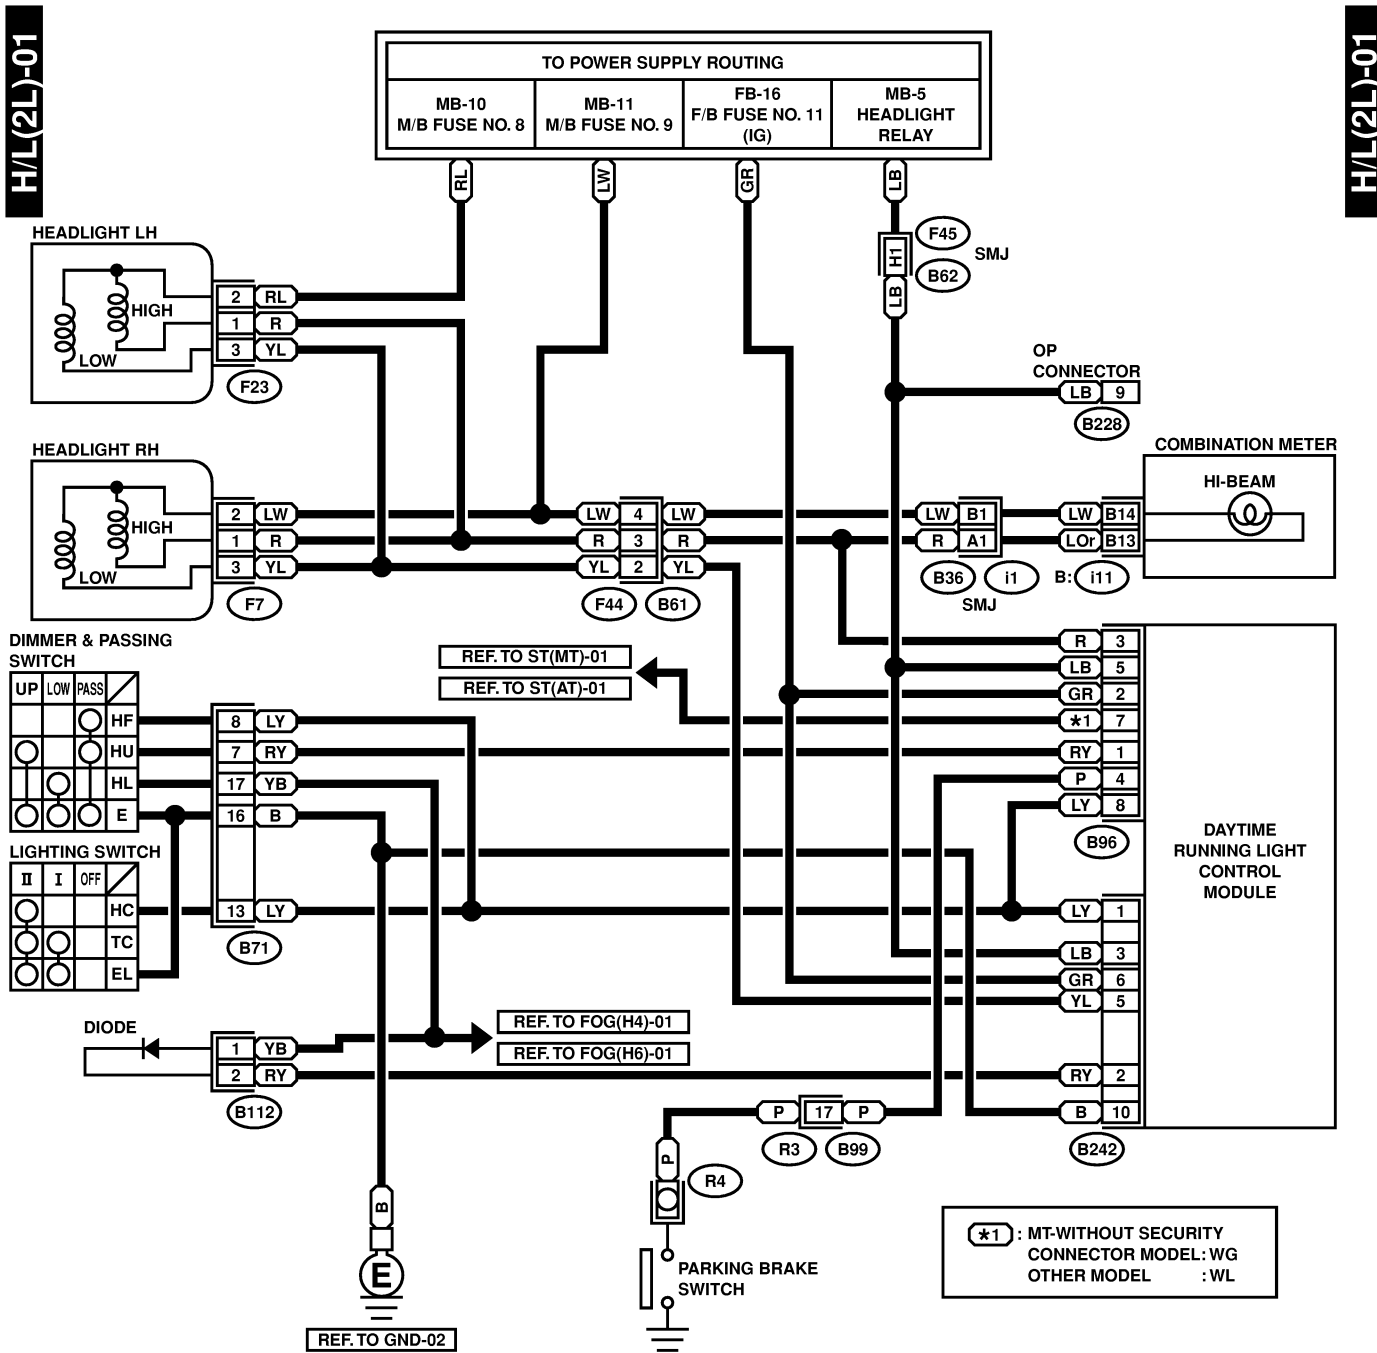 H/L(2L)-01
H/L(2L)-01
TO POWER SUPPLY ROUTING
MB-10
M/B FUSE NO. 8
MB-11
M/B FUSE NO. 9
FB-16
F/B FUSE NO. 11
(IG)
MB-5
HEADLIGHT
RELAY
RL
LW
GR
LB
H1
F45
B62
SMJ
LB
HEADLIGHT LH
HIGH
LOW
2 RL
1 R
3 YL
F23
OP
CONNECTOR
LB 9
B228
HEADLIGHT RH
HIGH
LOW
2 LW
1 R
3 YL
F7
LW 4 LW
R 3 R
YL 2 YL
F44 B61
LW B1
R A1
B36 i1
SMJ
COMBINATION METER
HI-BEAM
LW B14
LOr B13
B: i11
DIMMER & PASSING
SWITCH
UP LOW PASS
HF
HU
HL
E
8 LY
7 RY
17 YB
16 B
13 LY
B71
LIGHTING SWITCH
II I OFF
HC
TC
EL
REF. TO ST(MT)-01
REF. TO ST(AT)-01
R 3
LB 5
GR 2
*1 7
RY 1
P 4
LY 8
B96
DAYTIME
RUNNING LIGHT
CONTROL
MODULE
LY 1
LB 3
GR 6
YL 5
RY 2
B 10
B242
DIODE
1 YB
2 RY
B112
REF. TO FOG(H4)-01
REF. TO FOG(H6)-01
P 17 P
R3 B99
P
R4
PARKING BRAKE
SWITCH
B
E
REF. TO GND-02
*1 : MT-WITHOUT SECURITY
CONNECTOR MODEL: WG
OTHER MODEL : WL